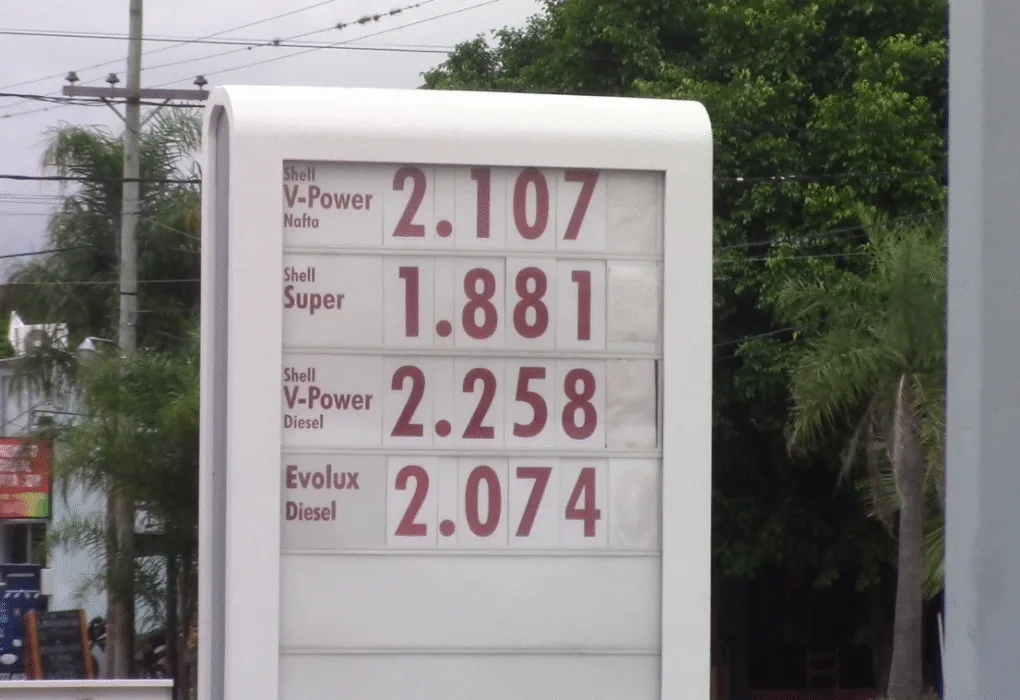 Shell
V-Power 2.107
Nafta
Shell
Super 1.881
Shell
V-Power 2.258
Diesel
Evolux 2.074
Diesel